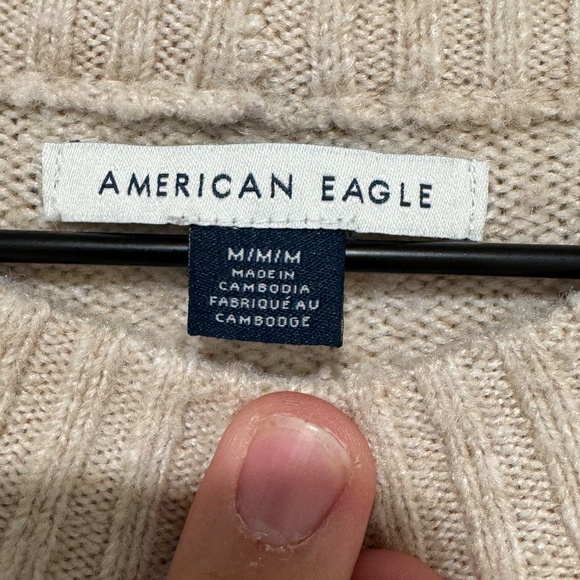 AMERICAN EAGLE
M/M/M
MADE IN
CAMBODIA
FABRIQUÉ AU
CAMBODGE